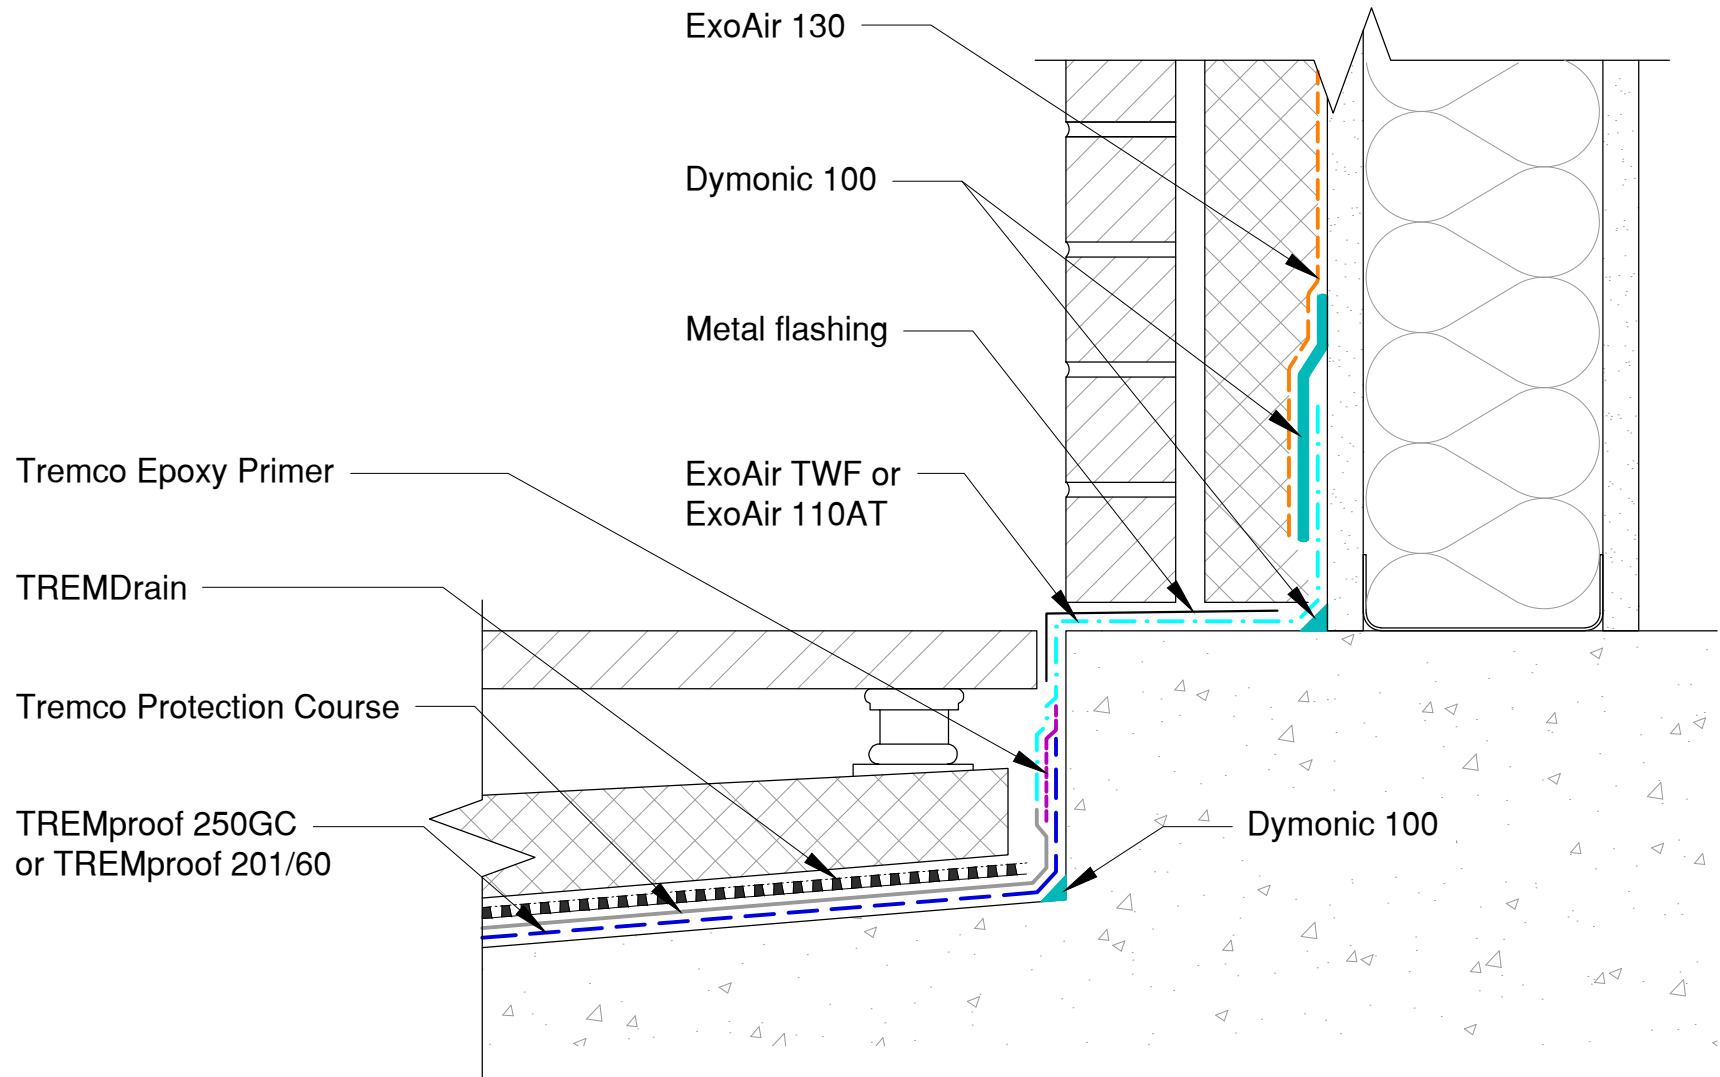 ExoAir 130
Dymonic 100
Metal flashing
Tremco Epoxy Primer
ExoAir TWF or
ExoAir 110AT
TREMDrain
Tremco Protection Course
TREMproof 250GC
or TREMproof 201/60
Dymonic 100